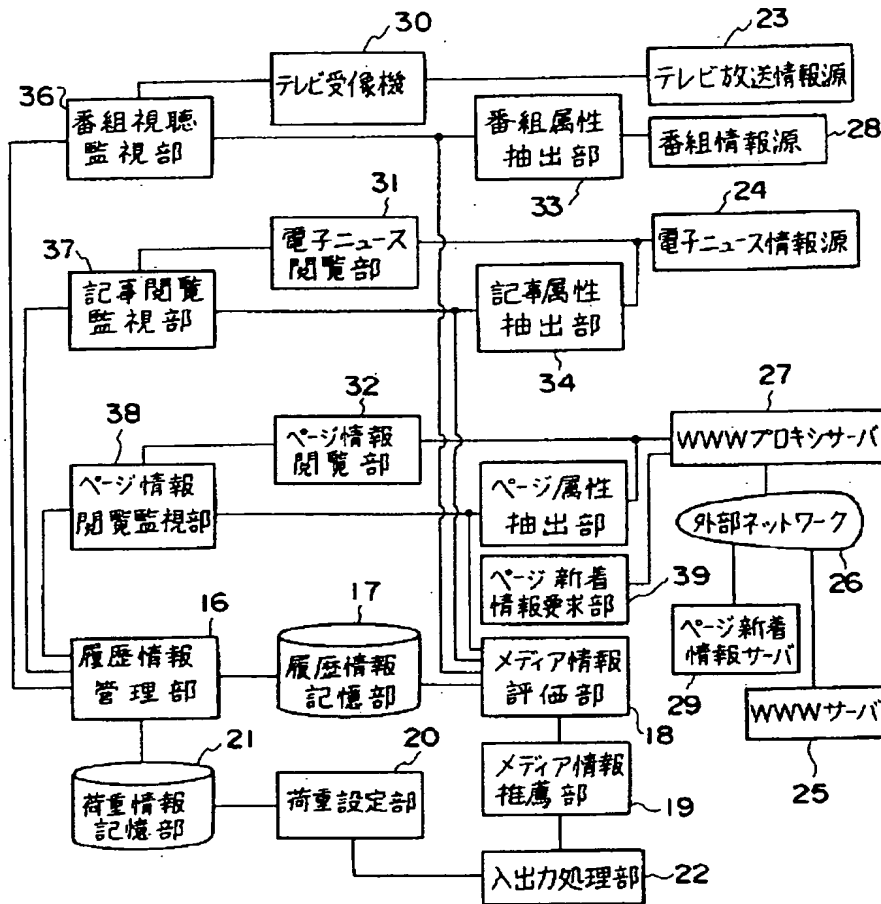 30
23
テレビ受像機
テレビ放送情報源
36
番組視聴
監視部
番組属性
抽出部
番組情報源
28
33
31
24
電子ニュース
閲覧部
電子ニュース情報源
37
記事閲覧
監視部
記事属性
抽出部
34
32
27
38
ページ情報
閲覧部
WWWプロキシサーバ
ページ情報
閲覧監視部
ページ属性
抽出部
外部ネットワーク
26
ページ新着
情報要求部
39
16
17
履歴情報
管理部
履歴情報
記憶部
メディア情報
評価部
18
ページ新着
情報サーバ
29
WWWサーバ
25
21
20
荷重情報
記憶部
荷重設定部
メディア情報
推薦部
19
入出力処理部
22